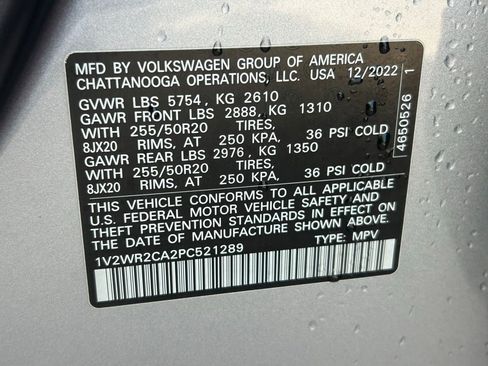 MFD BY VOLKSWAGEN GROUP OF AMERICA
CHATTANOOGA OPERATIONS, LLC. USA 12/2022
GVWR LBS 5754, KG 2610
GAWR FRONT LBS 2888, KG 1310
WITH 255/50R20 TIRES,
8JX20 RIMS, AT 250 KPA, 36 PSI COLD
GAWR REAR LBS 2976, KG 1350
WITH 255/50R20 TIRES,
8JX20 RIMS, AT 250 KPA, 36 PSI COLD
THIS VEHICLE CONFORMS TO ALL APPLICABLE
U.S. FEDERAL MOTOR VEHICLE SAFETY AND
THEFT PREVENTION STANDARDS IN EFFECT ON
THE DATE OF MANUFACTURE SHOWN ABOVE.
1V2WR2CA2PC521289 TYPE: MPV
4650526 1